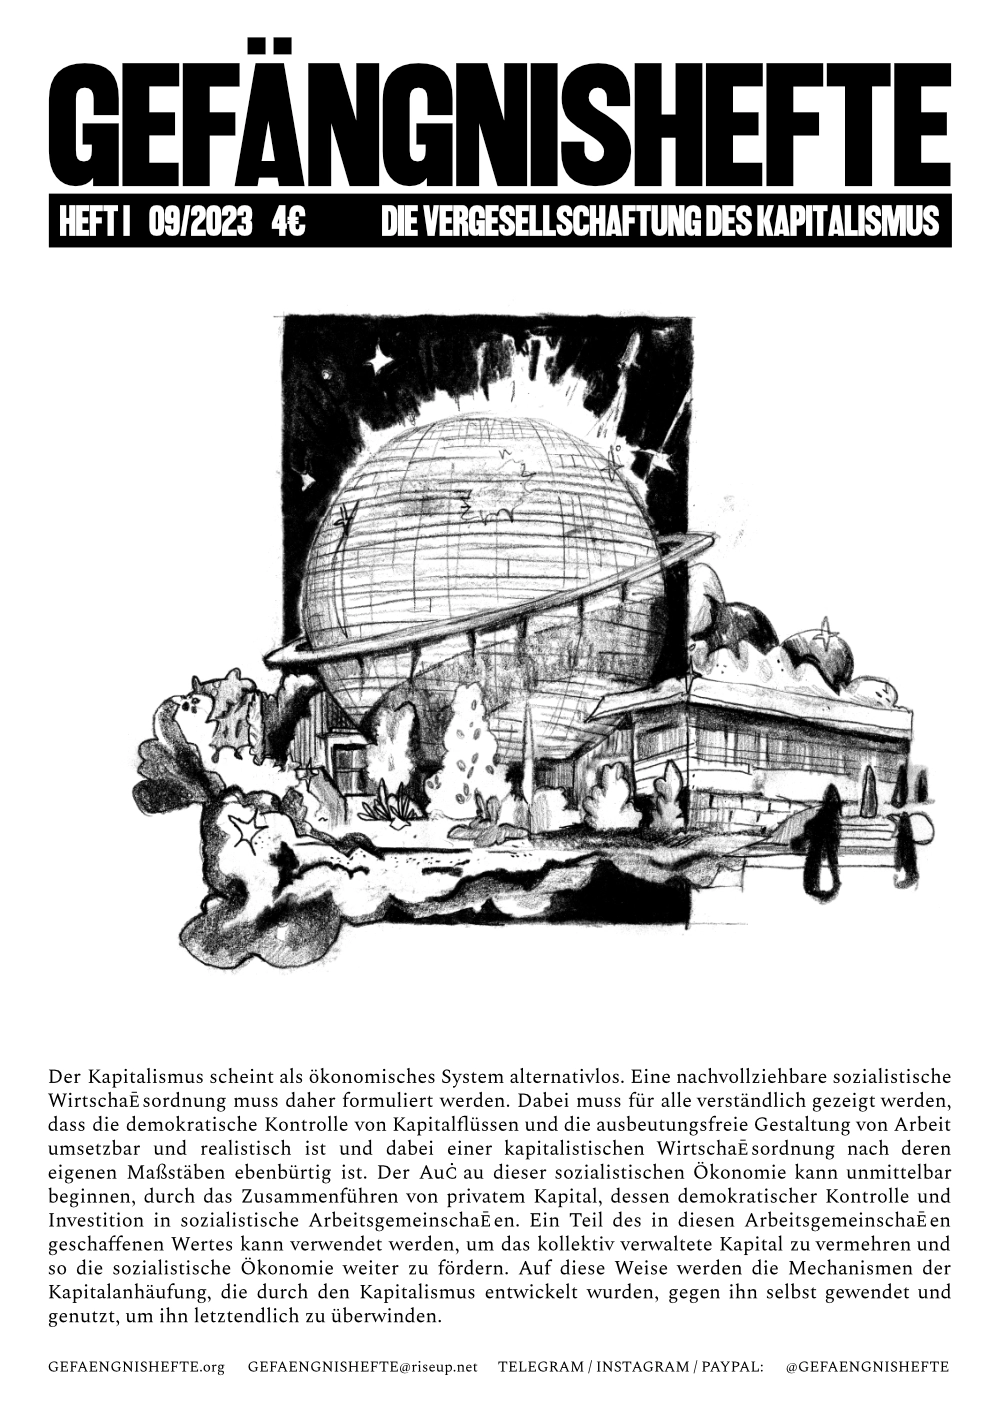 GEFÄNGNISHEFTE
HEFT I 09/2023 4€ DIE VERGESELLSCHAFTUNG DES KAPITALISMUS
Der Kapitalismus scheint als ökonomisches System alternativlos. Eine nachvollziehbare sozialistische
WirtschaĒsordnung muss daher formuliert werden. Dabei muss für alle verständlich gezeigt werden,
dass die demokratische Kontrolle von Kapitalflüssen und die ausbeutungsfreie Gestaltung von Arbeit
umsetzbar und realistisch ist und dabei einer kapitalistischen WirtschaĒsordnung nach deren
eigenen Maßstäben ebenbürtig ist. Der AuĊau dieser sozialistischen Ökonomie kann unmittelbar
beginnen, durch das Zusammenführen von privatem Kapital, dessen demokratischer Kontrolle und
Investition in sozialistische ArbeitsgemeinschaĒen. Ein Teil des in diesen ArbeitsgemeinschaĒen
geschaffenen Wertes kann verwendet werden, um das kollektiv verwaltete Kapital zu vermehren und
so die sozialistische Ökonomie weiter zu fördern. Auf diese Weise werden die Mechanismen der
Kapitalanhäufung, die durch den Kapitalismus entwickelt wurden, gegen ihn selbst gewendet und
genutzt, um ihn letztendlich zu überwinden.
GEFAENGNISHEFTE.org GEFAENGNISHEFTE@riseup.net TELEGRAM / INSTAGRAM / PAYPAL: @GEFAENGNISHEFTE